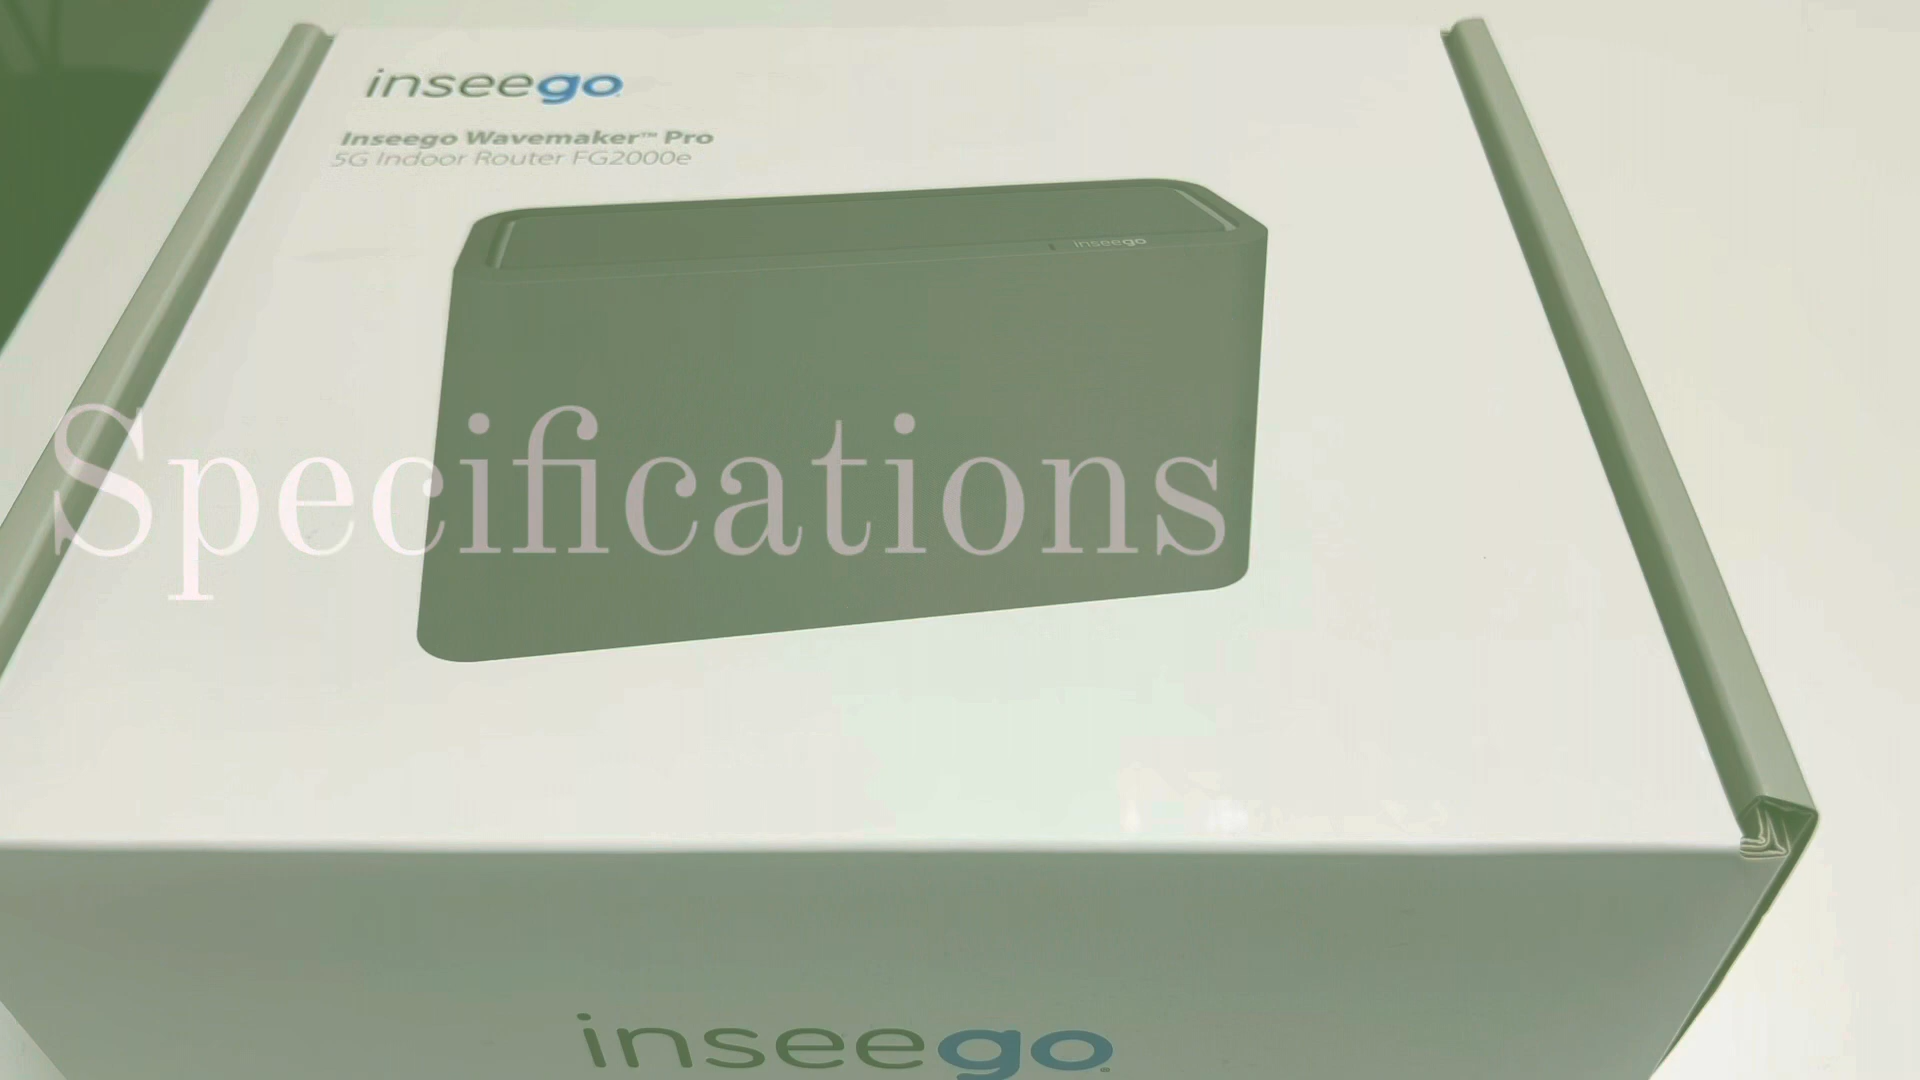 inseego
Inseego Wavemaker™ Pro
5G Indoor Router FG2000e
inseego
Specifications
inseego